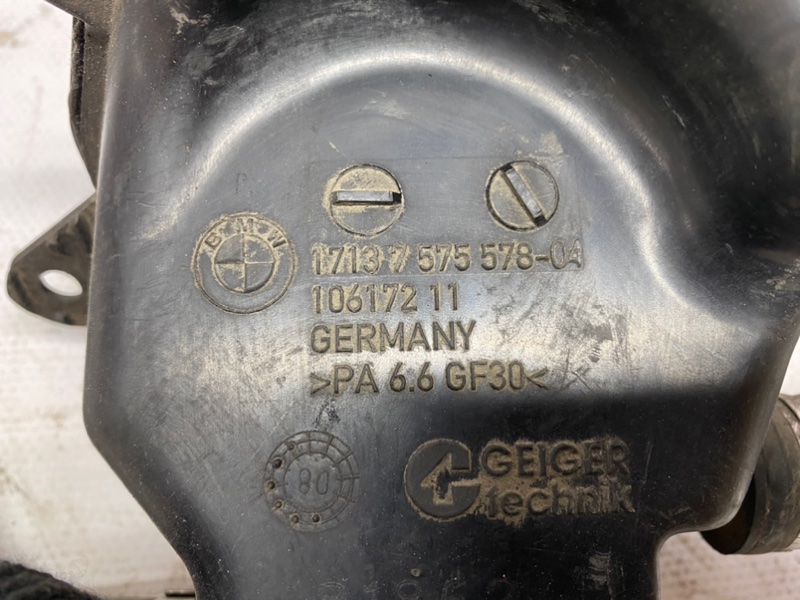 BMW
17137 575 578-04
106172 11
GERMANY
>PA 6.6 GF30<
80
GEIGER
technik